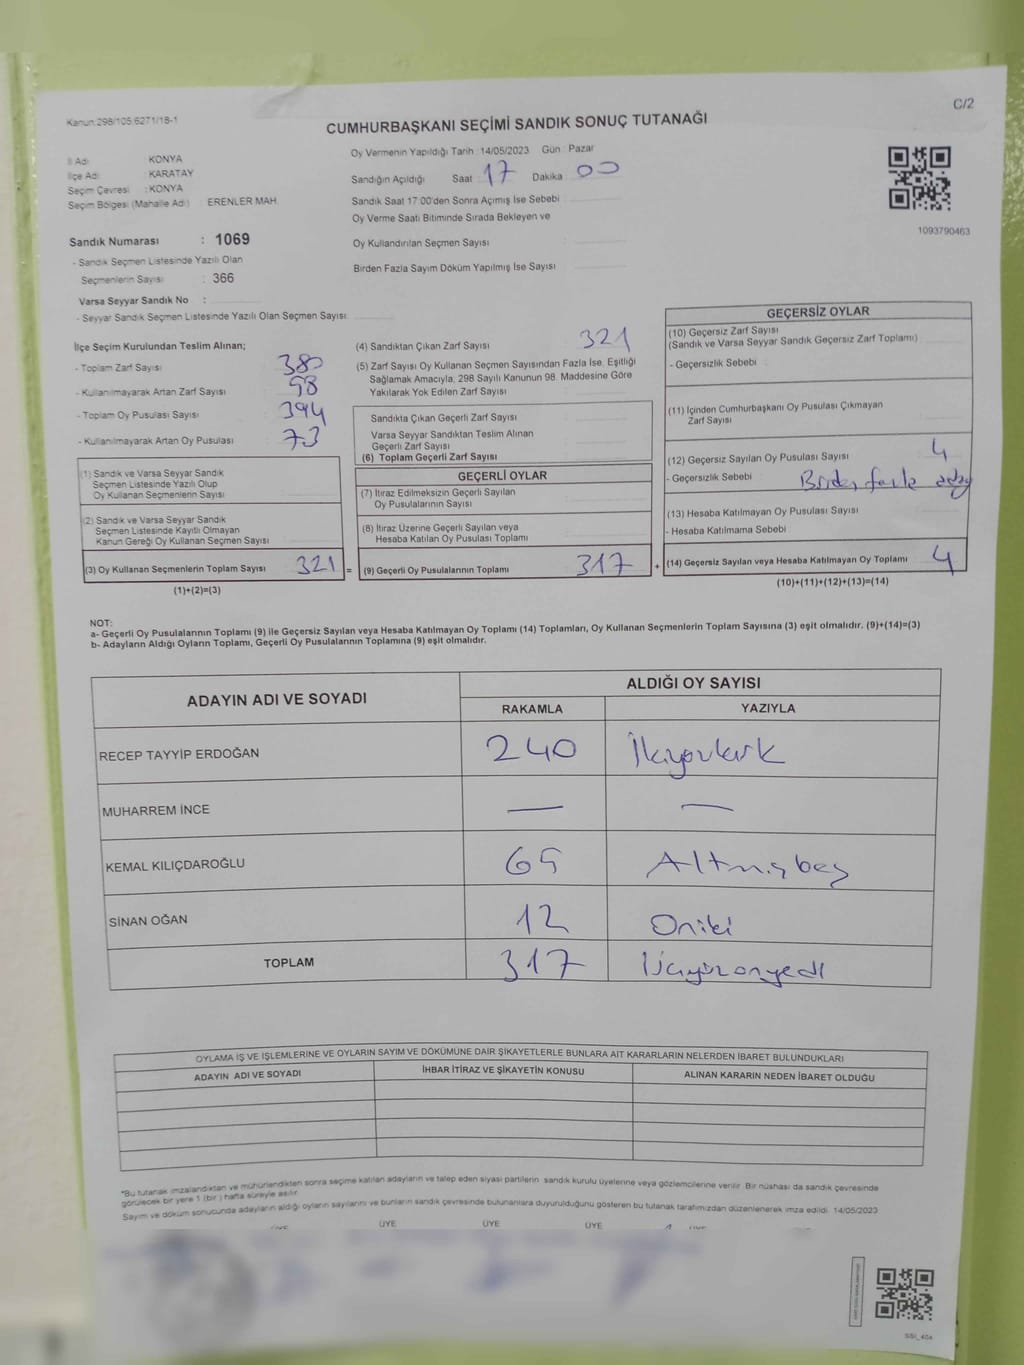 C/2
Kanun:298/105;6271/18-1
CUMHURBAŞKANI SEÇİMİ SANDIK SONUÇ TUTANAĞI
İl Adı KONYA
İlçe Adı KARATAY
Seçim Çevresi :KONYA
Seçim Bölgesi (Mahalle Adı) : ERENLER MAH.
Sandık Numarası : 1069
- Sandık Seçmen Listesinde Yazılı Olan
Seçmenlerin Sayısı : 366
Varsa Seyyar Sandık No :
- Seyyar Sandık Seçmen Listesinde Yazılı Olan Seçmen Sayısı:
Oy Vermenin Yapıldığı Tarih 14/05/2023 Gün : Pazar
Sandığın Açıldığı Saat 17 Dakika 00
Sandık Saat 17:00'den Sonra Açımış İse Sebebi
Oy Verme Saati Bitiminde Sırada Bekleyen ve
Oy Kullandırılan Seçmen Sayısı
Birden Fazla Sayım Döküm Yapılmış İse Sayısı
1093790463
İlçe Seçim Kurulundan Teslim Alınan;
- Toplam Zarf Sayısı 380
- Kullanılmayarak Artan Zarf Sayısı 98
- Toplam Oy Pusulası Sayısı 394
- Kullanılmayarak Artan Oy Pusulası 73
(1) Sandık ve Varsa Seyyar Sandık
Seçmen Listesinde Yazılı Olup
Oy Kullanan Seçmenlerin Sayısı
(2) Sandık ve Varsa Seyyar Sandık
Seçmen Listesinde Kayıtlı Olmayan
Kanun Gereği Oy Kullanan Seçmen Sayısı
(3) Oy Kullanan Seçmenlerin Toplam Sayısı 321 =
(1)+(2)=(3)
(4) Sandıktan Çıkan Zarf Sayısı 321
(5) Zarf Sayısı Oy Kullanan Seçmen Sayısından Fazla İse, Eşitliği
Sağlamak Amacıyla, 298 Sayılı Kanunun 98. Maddesine Göre
Yakılarak Yok Edilen Zarf Sayısı
Sandıkta Çıkan Geçerli Zarf Sayısı
Varsa Seyyar Sandıktan Teslim Alınan
Geçerli Zarf Sayısı
(6) Toplam Geçerli Zarf Sayısı
GEÇERLİ OYLAR
(7) İtiraz Edilmeksizin Geçerli Sayılan
Oy Pusulalarının Sayısı
(8) İtiraz Üzerine Geçerli Sayılan veya
Hesaba Katılan Oy Pusulası Toplamı
(9) Geçerli Oy Pusulalarının Toplamı 317 +
GEÇERSİZ OYLAR
(10) Geçersiz Zarf Sayısı
(Sandık ve Varsa Seyyar Sandık Geçersiz Zarf Toplamı)
- Geçersizlik Sebebi
(11) İçinden Cumhurbaşkanı Oy Pusulası Çıkmayan
Zarf Sayısı
(12) Geçersiz Sayılan Oy Pusulası Sayısı 4
- Geçersizlik Sebebi Birden fazla aday
(13) Hesaba Katılmayan Oy Pusulası Sayısı
- Hesaba Katılmama Sebebi
(14) Geçersiz Sayılan veya Hesaba Katılmayan Oy Toplamı 4
(10)+(11)+(12)+(13)=(14)
NOT:
a- Geçerli Oy Pusulalarının Toplamı (9) ile Geçersiz Sayılan veya Hesaba Katılmayan Oy Toplamı (14) Toplamları, Oy Kullanan Seçmenlerin Toplam Sayısına (3) eşit olmalıdır. (9)+(14)=(3)
b- Adayların Aldığı Oyların Toplamı, Geçerli Oy Pusulalarının Toplamına (9) eşit olmalıdır.
ADAYIN ADI VE SOYADI ALDIĞI OY SAYISI
RAKAMLA YAZIYLA
RECEP TAYYİP ERDOĞAN 240 İkiyüzkırk
MUHARREM İNCE — —
KEMAL KILIÇDAROĞLU 65 Altmışbeş
SİNAN OĞAN 12 Oniki
TOPLAM 317 Üçyüzonyedi
OYLAMA İŞ VE İŞLEMLERİNE VE OYLARIN SAYIM VE DÖKÜMÜNE DAİR ŞİKAYETLERLE BUNLARA AİT KARARLARIN NELERDEN İBARET BULUNDUKLARI
ADAYIN ADI VE SOYADI İHBAR İTİRAZ VE ŞİKAYETİN KONUSU ALINAN KARARIN NEDEN İBARET OLDUĞU
*Bu tutanak imzalandıktan ve mühürlendikten sonra seçime katılan adayların ve talep eden siyasi partilerin sandık kurulu üyelerine veya gözlemcilerine verilir. Bir nüshası da sandık çevresinde
görülecek bir yere 1 (bir) hafta süreyle asılır.
Sayım ve döküm sonucunda adayların aldığı oyların sayılarını ve bunların sandık çevresinde bulunanlara duyurulduğunu gösteren bu tutanak tarafımızdan düzenlenerek imza edildi. 14/05/2023
ÜYE ÜYE ÜYE